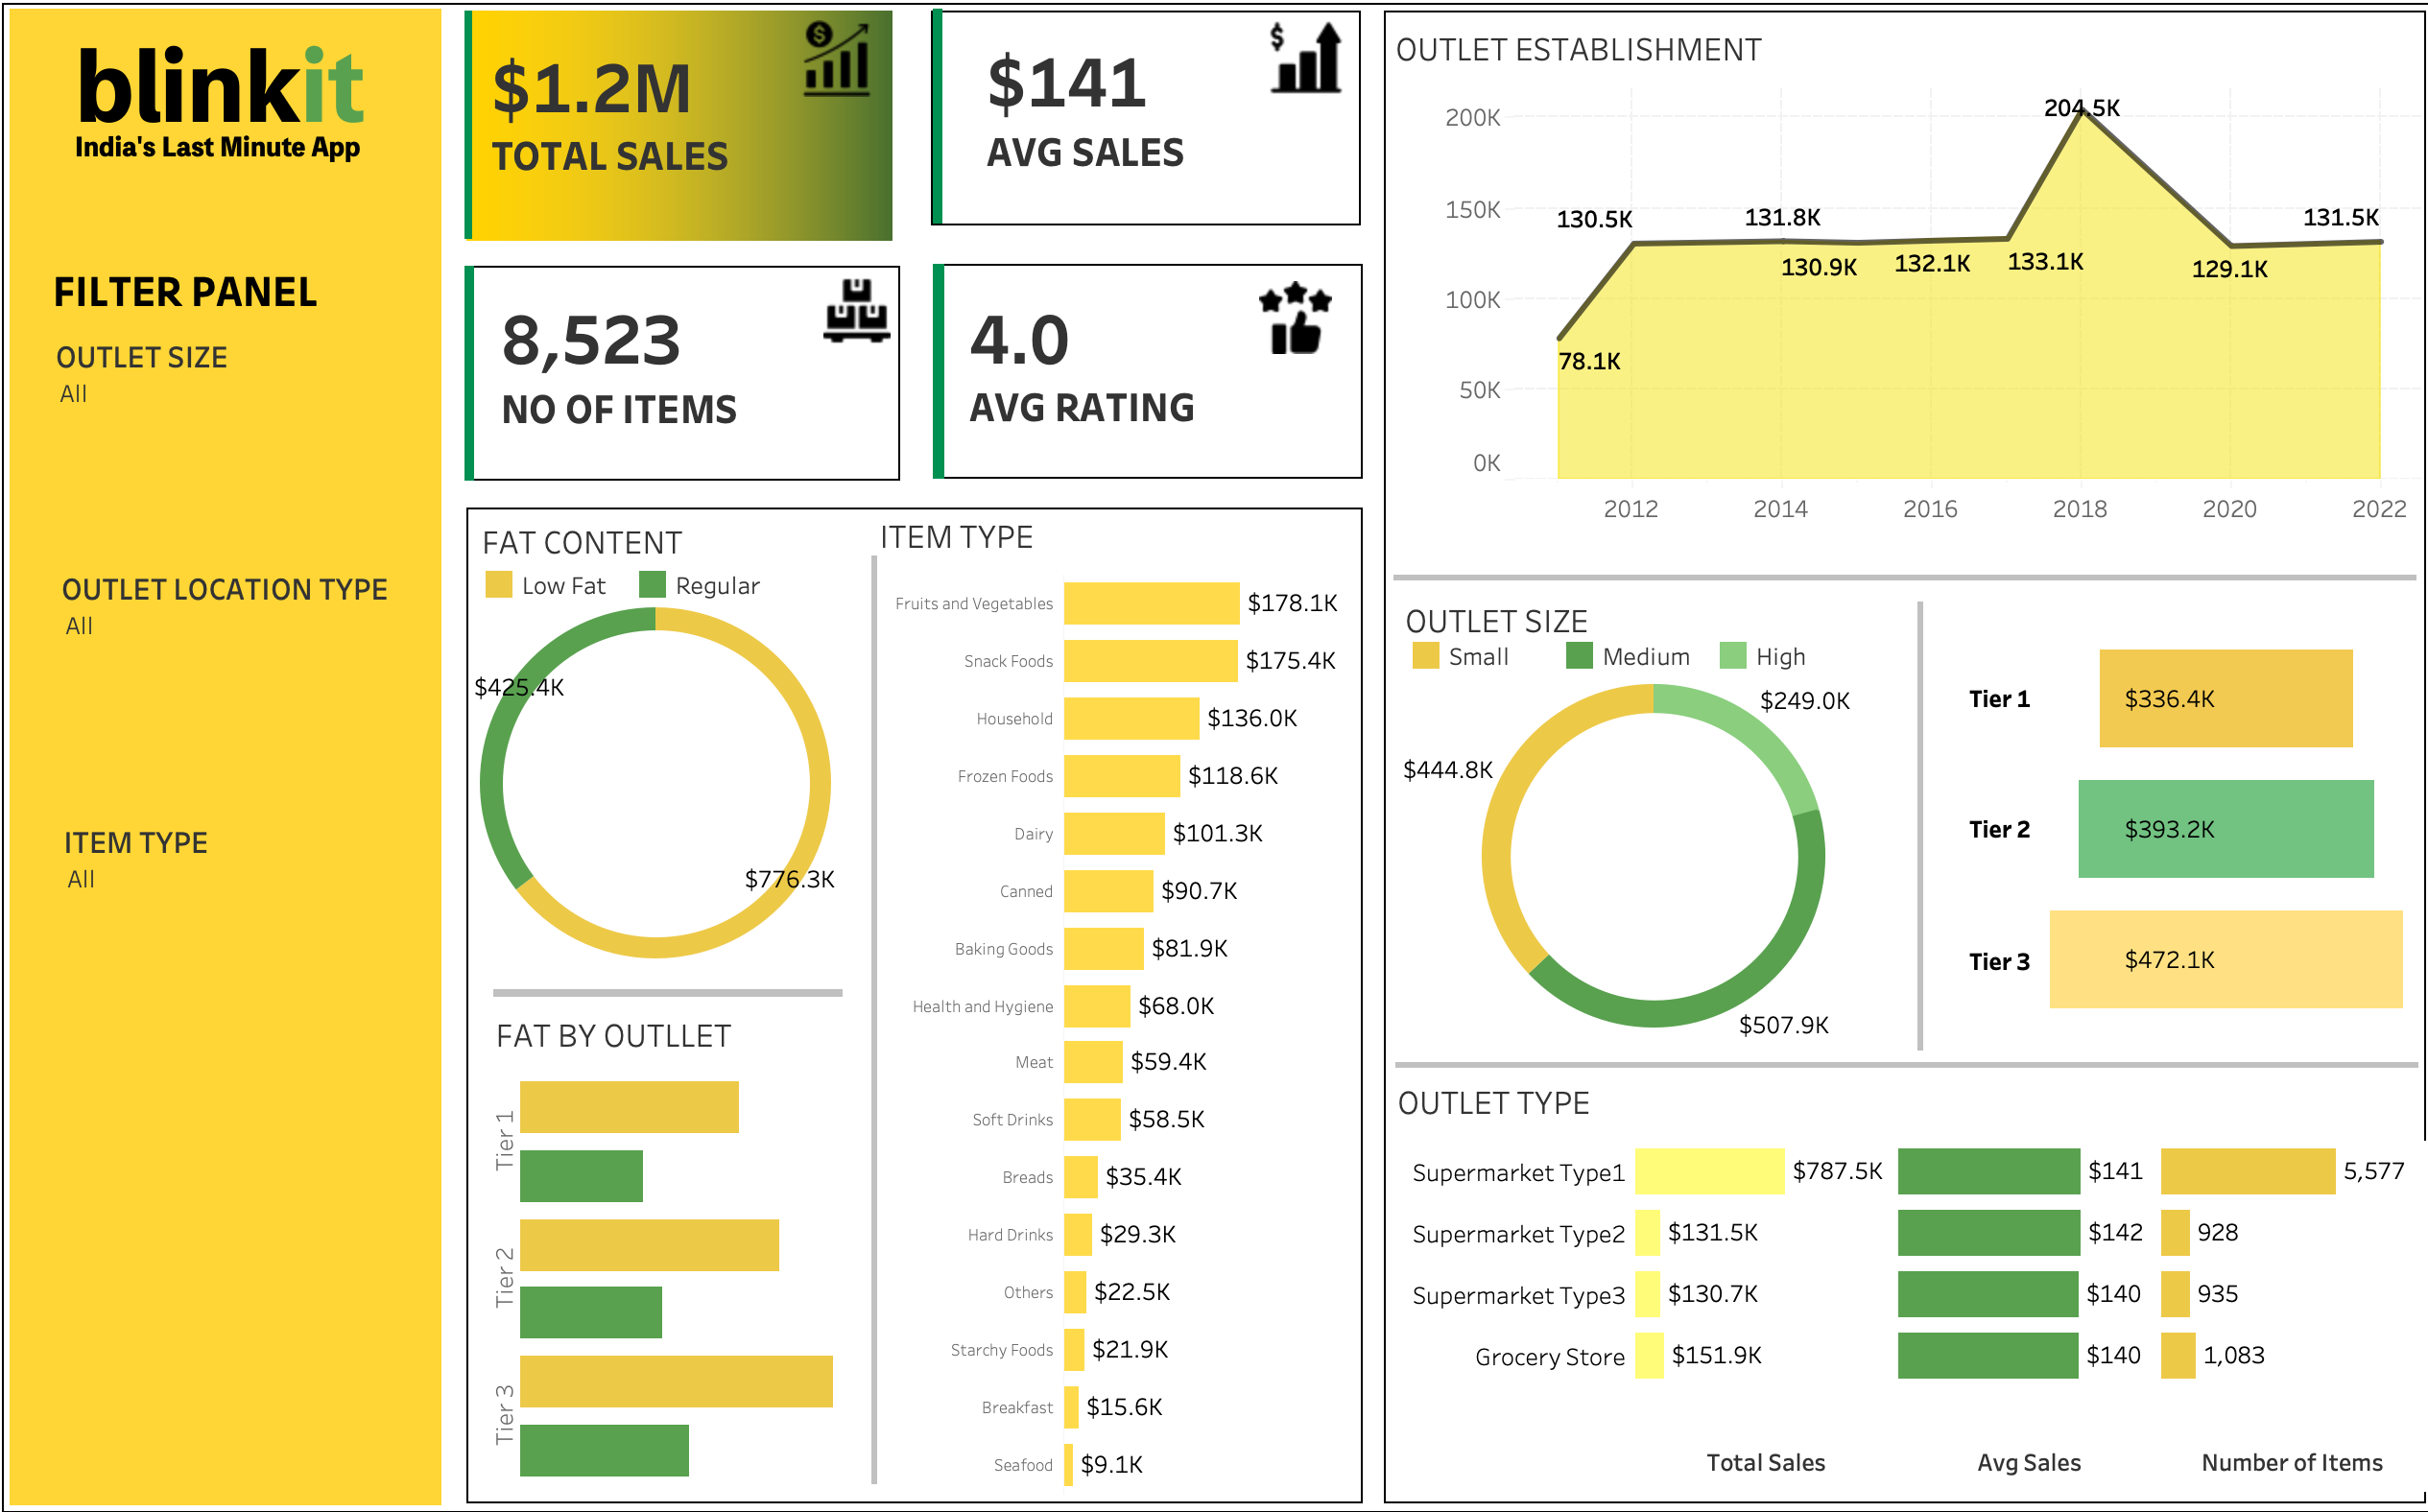 blinkit
India's Last Minute App
FILTER PANEL
OUTLET SIZE
All
OUTLET LOCATION TYPE
All
ITEM TYPE
All
$1.2M
TOTAL SALES
$
$141
AVG SALES
$
8,523
NO OF ITEMS
4.0
AVG RATING
FAT CONTENT
Low Fat Regular
$425.4K
$776.3K
FAT BY OUTLLET
Tier 1
Tier 2
Tier 3
ITEM TYPE
Fruits and Vegetables $178.1K
Snack Foods $175.4K
Household $136.0K
Frozen Foods $118.6K
Dairy $101.3K
Canned $90.7K
Baking Goods $81.9K
Health and Hygiene $68.0K
Meat $59.4K
Soft Drinks $58.5K
Breads $35.4K
Hard Drinks $29.3K
Others $22.5K
Starchy Foods $21.9K
Breakfast $15.6K
Seafood $9.1K
OUTLET ESTABLISHMENT
200K
150K
100K
50K
0K
78.1K
130.5K
131.8K
130.9K
132.1K
133.1K
204.5K
129.1K
131.5K
2012 2014 2016 2018 2020 2022
OUTLET SIZE
Small Medium High
$249.0K
$444.8K
$507.9K
Tier 1 $336.4K
Tier 2 $393.2K
Tier 3 $472.1K
OUTLET TYPE
Supermarket Type1 $787.5K $141 5,577
Supermarket Type2 $131.5K $142 928
Supermarket Type3 $130.7K $140 935
Grocery Store $151.9K $140 1,083
Total Sales Avg Sales Number of Items